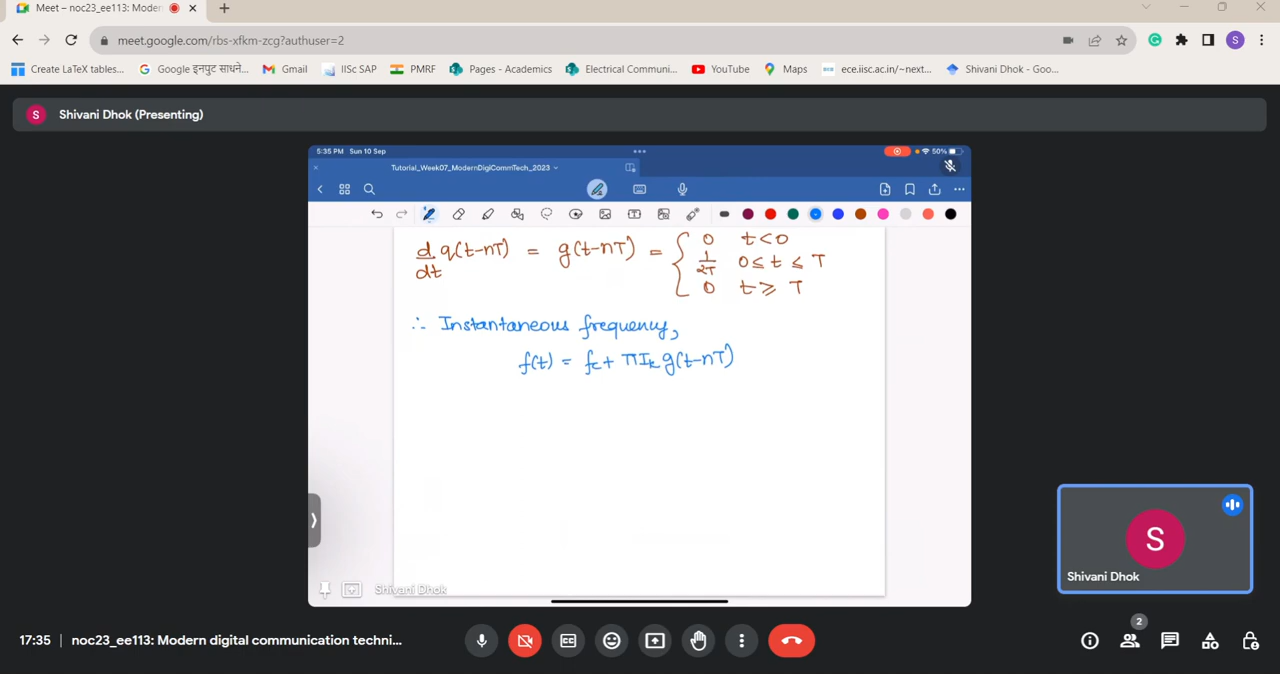 Meet – noc23_ee113: Modern
meet.google.com/rbs-xfkm-zcg?authuser=2
S
Create LaTeX tables... Google इनपुट साधने... Gmail IISc SAP PMRF Pages - Academics Electrical Communi... YouTube Maps ece.iisc.ac.in/~next... Shivani Dhok - Goo...
S Shivani Dhok (Presenting)
5:35 PM Sun 10 Sep 50%
Tutorial_Week07_ModernDigiCommTech_2023
d/dt q(t-nT) = g(t-nT) = { 0 t<0
1/2T 0≤ t ≤ T
0 t ≥ T
∴ Instantaneous frequency,
f(t) = fc + πIk g(t-nT)
S
Shivani Dhok
Shivani Dhok
17:35 | noc23_ee113: Modern digital communication techni...
CC
2